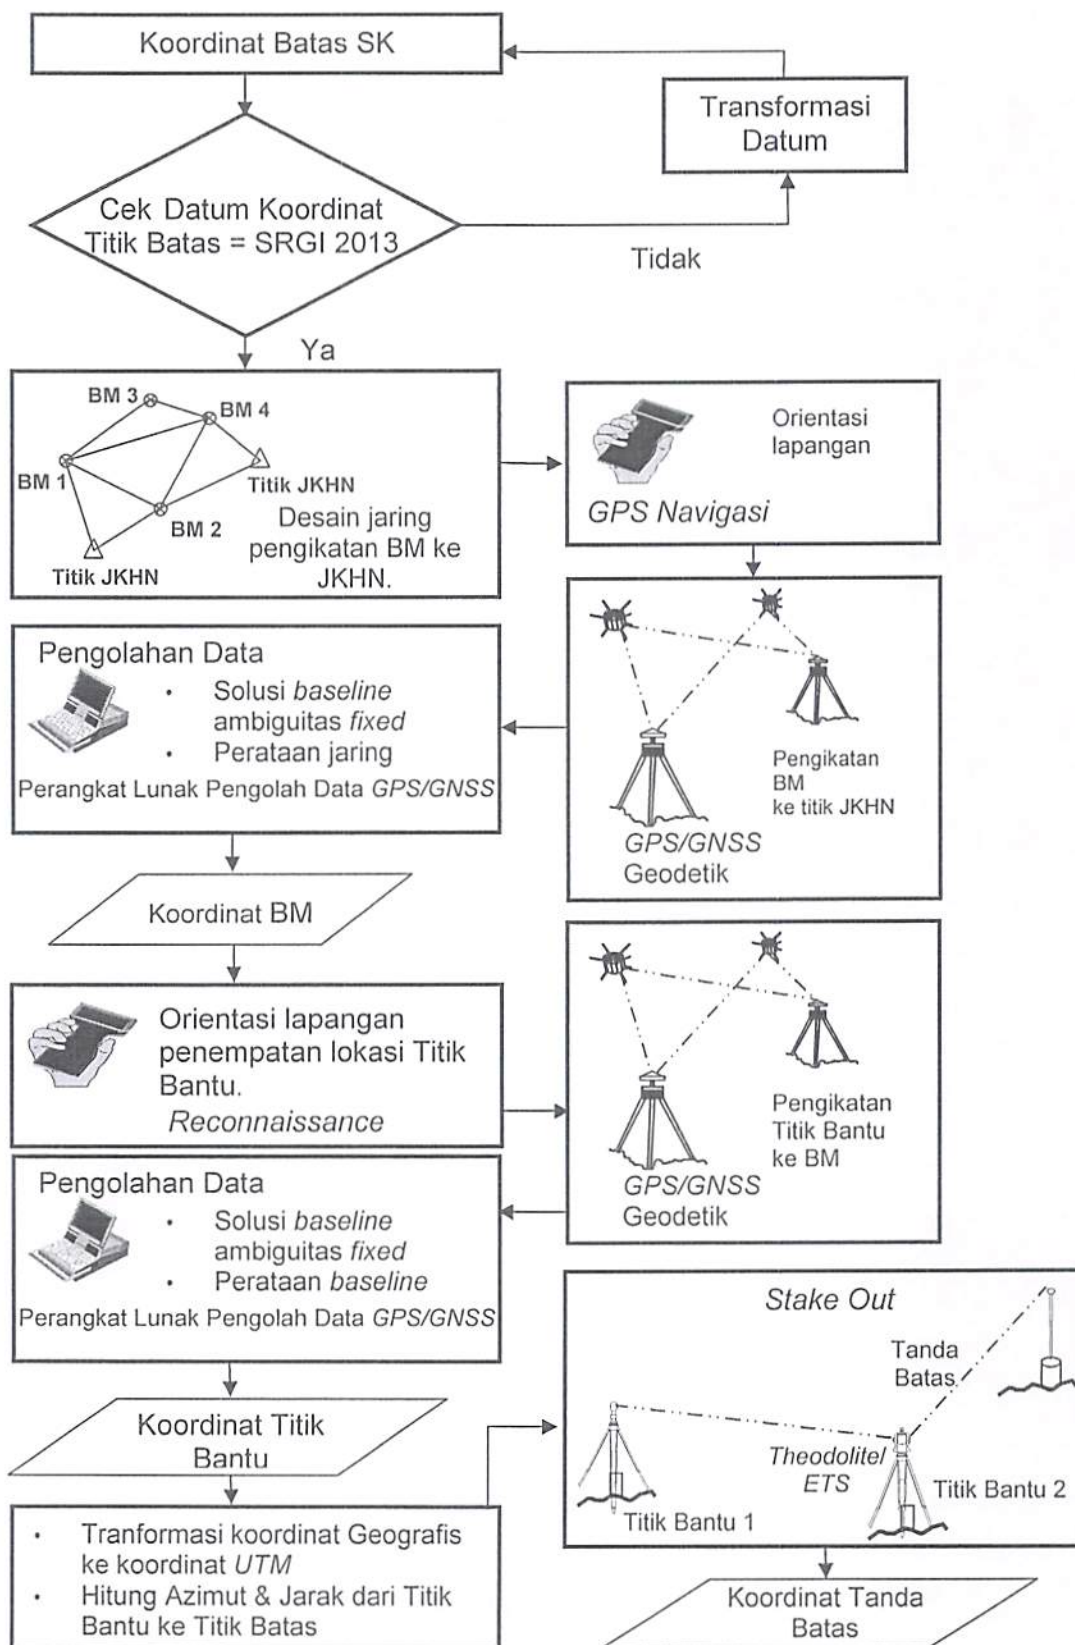 Koordinat Batas SK
Transformasi
Datum
Cek Datum Koordinat
Titik Batas = SRGI 2013
Tidak
Ya
BM 3
BM 4
BM 1
BM 2
Titik JKHN
Titik JKHN
Desain jaring
pengikatan BM ke
JKHN.
Orientasi
lapangan
GPS Navigasi
Pengikatan
BM
ke titik JKHN
GPS/GNSS
Geodetik
Pengolahan Data
• Solusi baseline
ambiguitas fixed
• Perataan jaring
Perangkat Lunak Pengolah Data GPS/GNSS
Koordinat BM
Orientasi lapangan
penempatan lokasi Titik
Bantu.
Reconnaissance
Pengikatan
Titik Bantu
ke BM
GPS/GNSS
Geodetik
Pengolahan Data
• Solusi baseline
ambiguitas fixed
• Perataan baseline
Perangkat Lunak Pengolah Data GPS/GNSS
Koordinat Titik
Bantu
• Tranformasi koordinat Geografis
ke koordinat UTM
• Hitung Azimut & Jarak dari Titik
Bantu ke Titik Batas
Stake Out
Tanda
Batas
Theodolite/
ETS
Titik Bantu 1
Titik Bantu 2
Koordinat Tanda
Batas